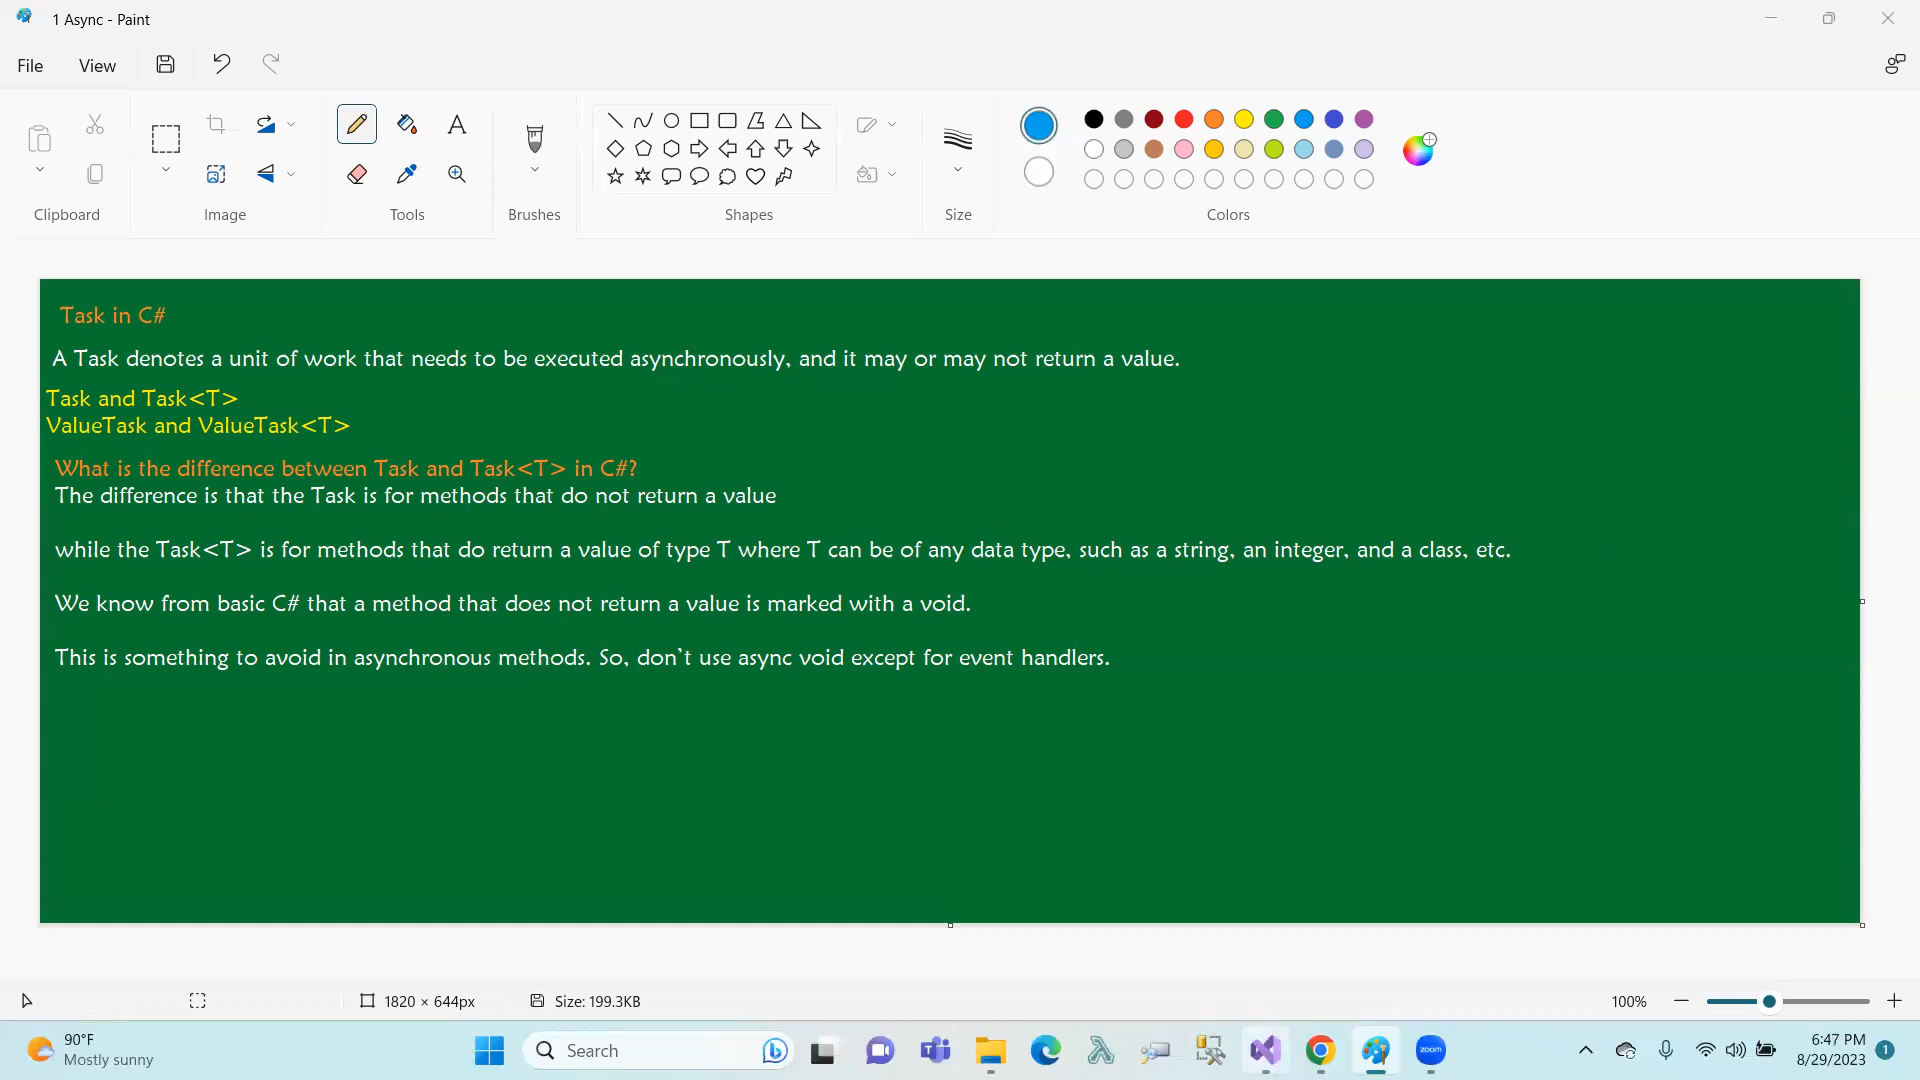 1 Async - Paint
File
View
Clipboard
Image
Tools
Brushes
Shapes
Size
Colors
Task in C#
A Task denotes a unit of work that needs to be executed asynchronously, and it may or may not return a value.
Task and Task<T>
ValueTask and ValueTask<T>
What is the difference between Task and Task<T> in C#?
The difference is that the Task is for methods that do not return a value
while the Task<T> is for methods that do return a value of type T where T can be of any data type, such as a string, an integer, and a class, etc.
We know from basic C# that a method that does not return a value is marked with a void.
This is something to avoid in asynchronous methods. So, don't use async void except for event handlers.
1820 × 644px
Size: 199.3KB
100%
90°F
Mostly sunny
Search
zoom
6:47 PM
8/29/2023
1